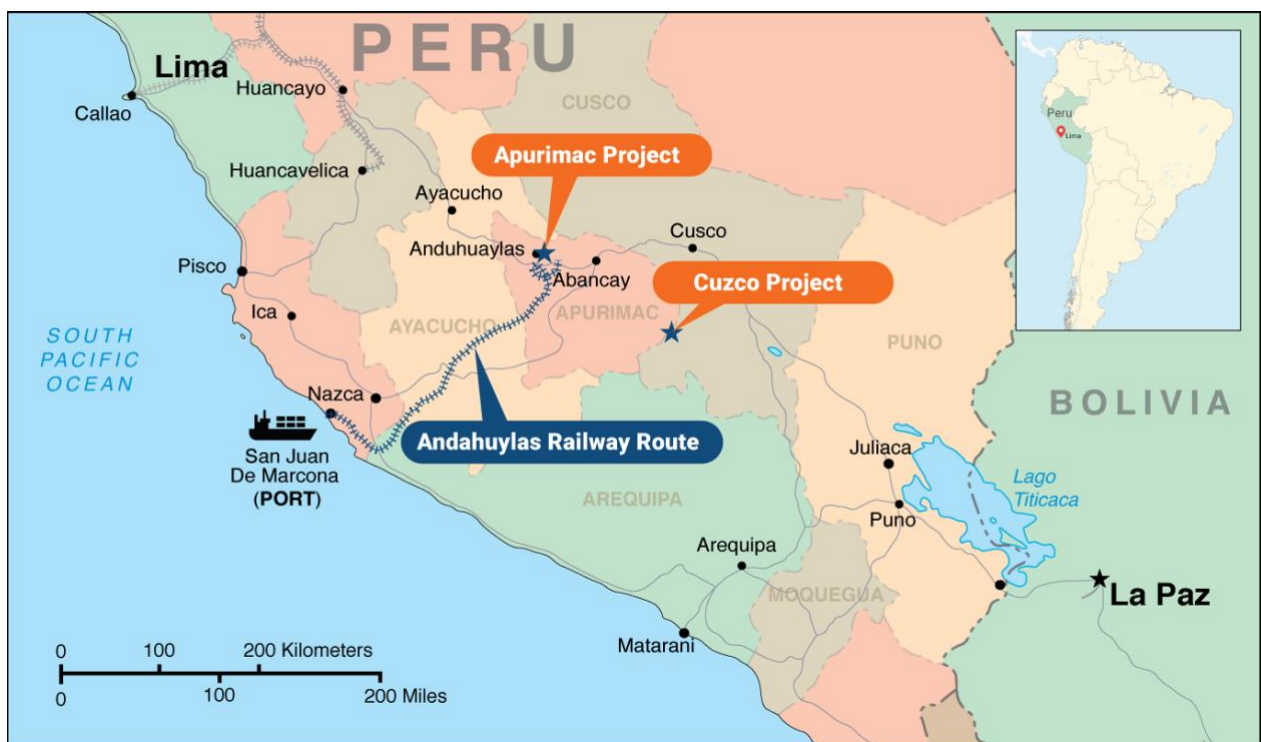 PERU
Lima
Huancayo
Callao
CUSCO
Peru
Lima
Apurimac Project
Huancavelica
Ayacucho
Cusco
Anduhuaylas
Pisco
Abancay
Cuzco Project
Ica
APURIMAC
AYACUCHO
SOUTH
PACIFIC
OCEAN
PUNO
Nazca
BOLIVIA
Andahuylas Railway Route
San Juan
De Marcona
(PORT)
Juliaca
Lago
Titicaca
AREQUIPA
Puno
Arequipa
MOQUEGUA
La Paz
Matarani
0 100 200 Kilometers
0 100 200 Miles